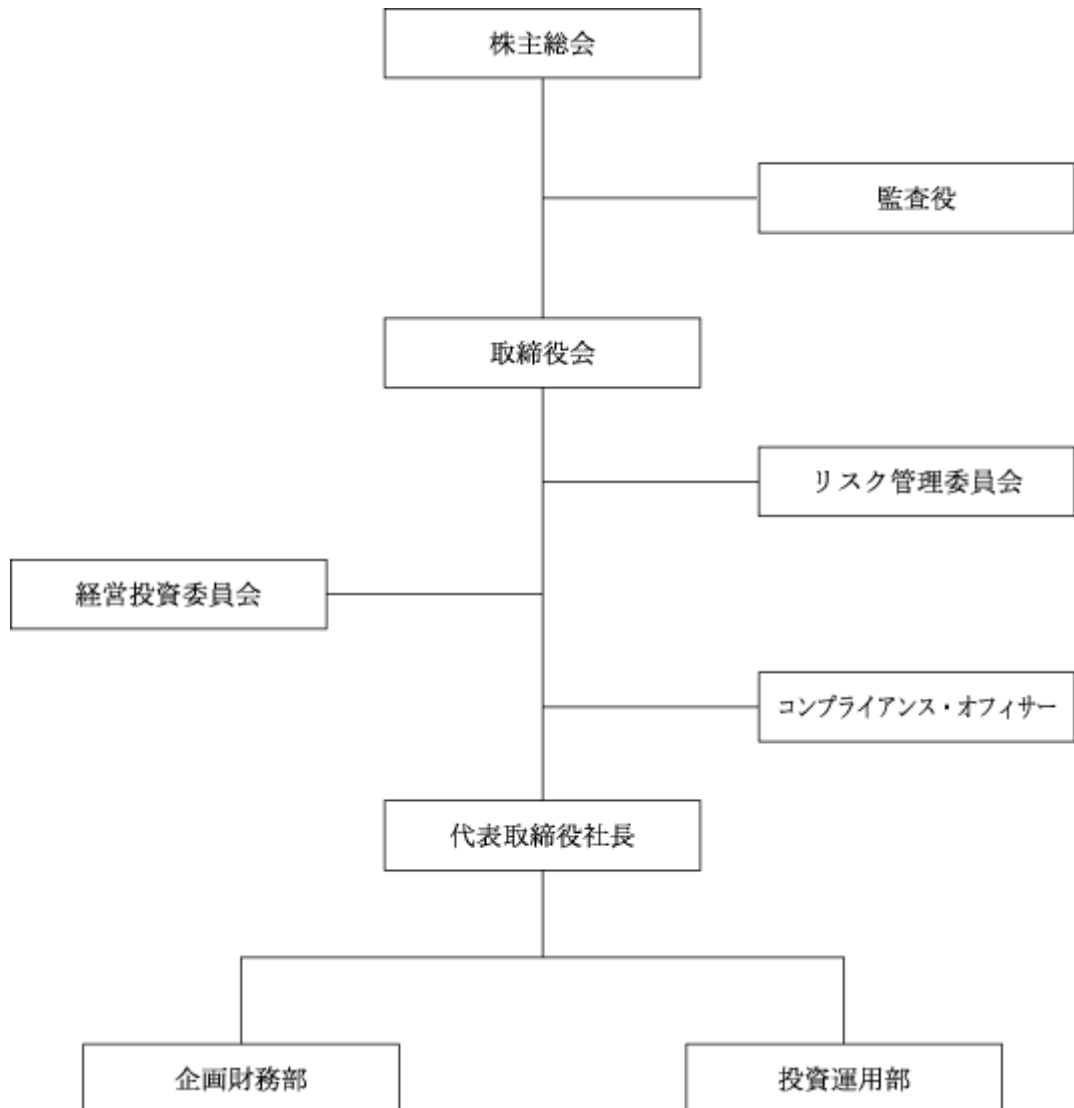 株主総会
監査役
取締役会
リスク管理委員会
経営投資委員会
コンプライアンス・オフィサー
代表取締役社長
企画財務部
投資運用部